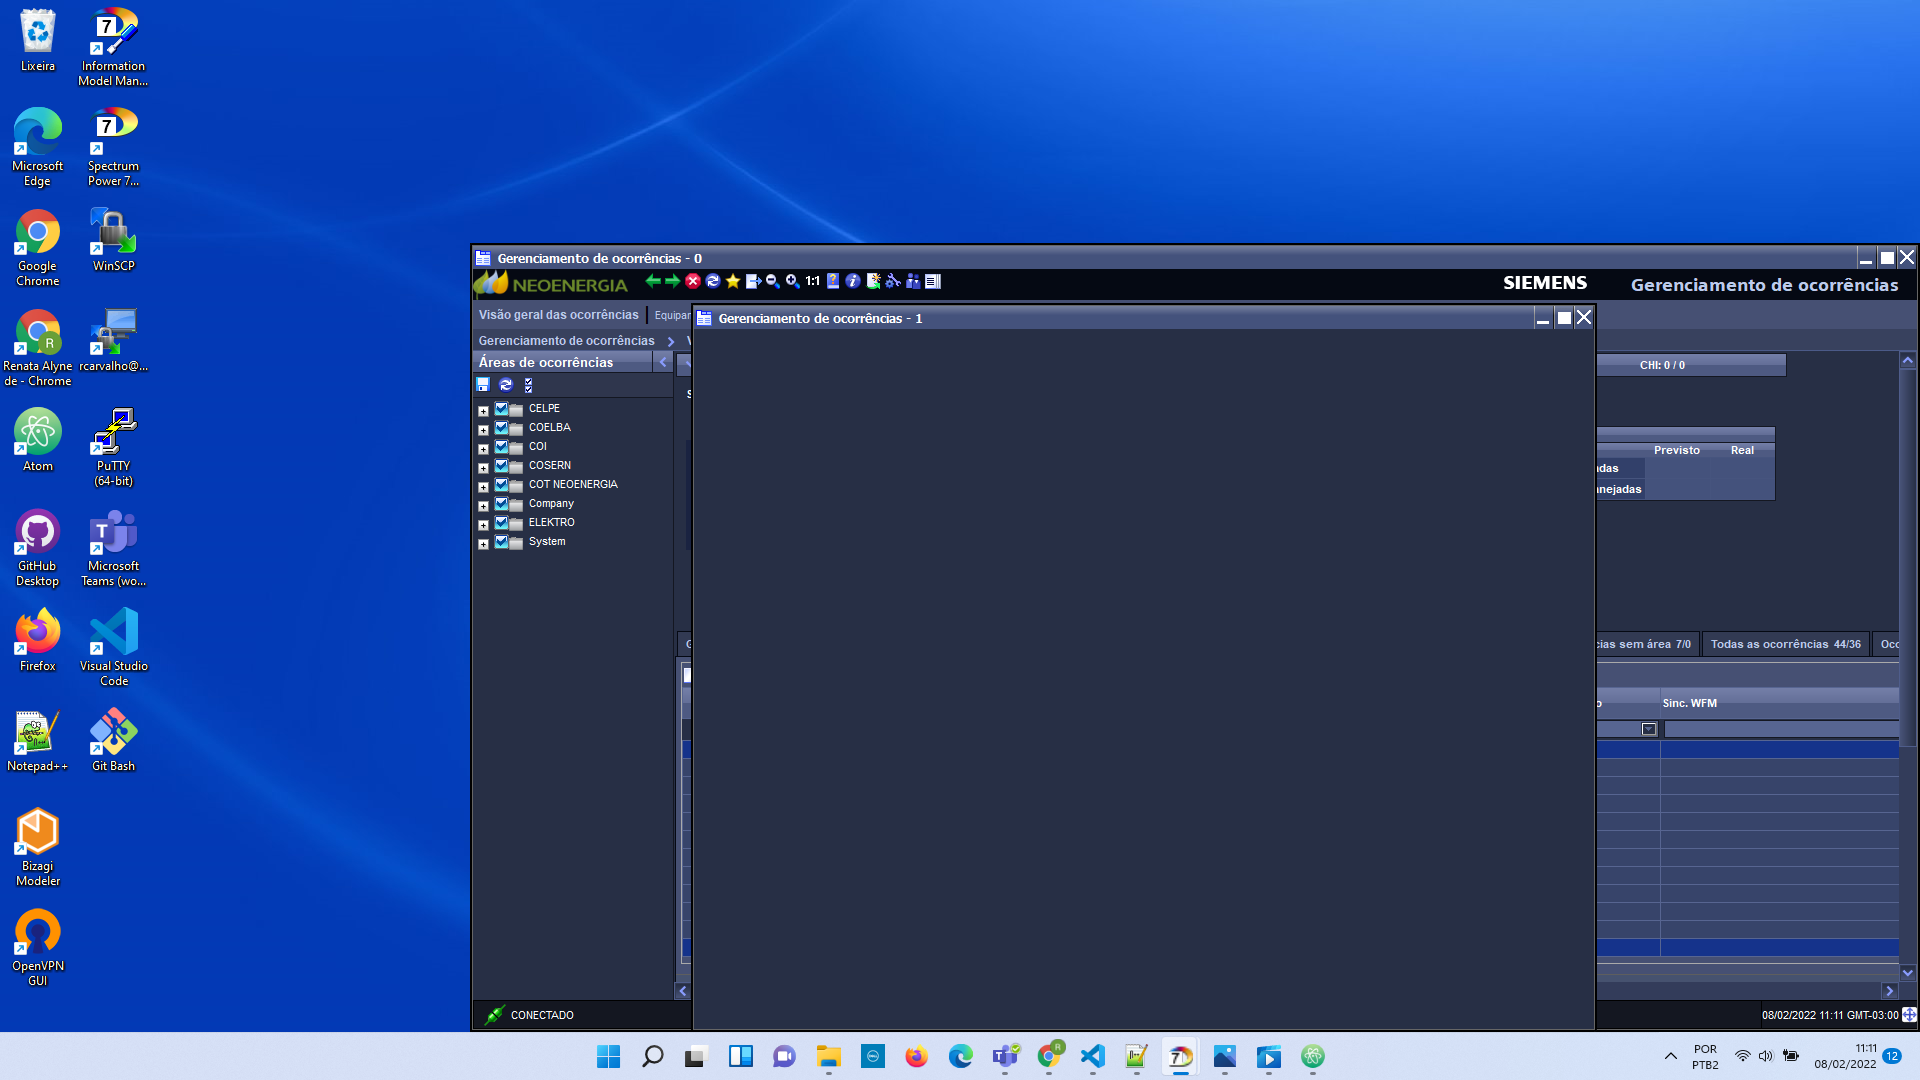 Lixeira
Information
Model Man...
Microsoft
Edge
Spectrum
Power 7...
Google
Chrome
WinSCP
Renata Alyne
de - Chrome
rcarvalho@...
Atom
PuTTY
(64-bit)
GitHub
Desktop
Microsoft
Teams (wo...
Firefox
Visual Studio
Code
Notepad++
Git Bash
Bizagi
Modeler
OpenVPN
GUI
Gerenciamento de ocorrências - 0
NEOENERGIA
1:1
SIEMENS
Gerenciamento de ocorrências
Visão geral das ocorrências
Equipar
Gerenciamento de ocorrências - 1
Gerenciamento de ocorrências
Áreas de ocorrências
CHI: 0 / 0
CELPE
COELBA
COI
COSERN
COT NEOENERGIA
Company
ELEKTRO
System
Previsto Real
adas
anejadas
cias sem área 7/0
Todas as ocorrências 44/36
Occ
Sinc. WFM
CONECTADO
08/02/2022 11:11 GMT-03:00
POR
PTB2
11:11
08/02/2022
12